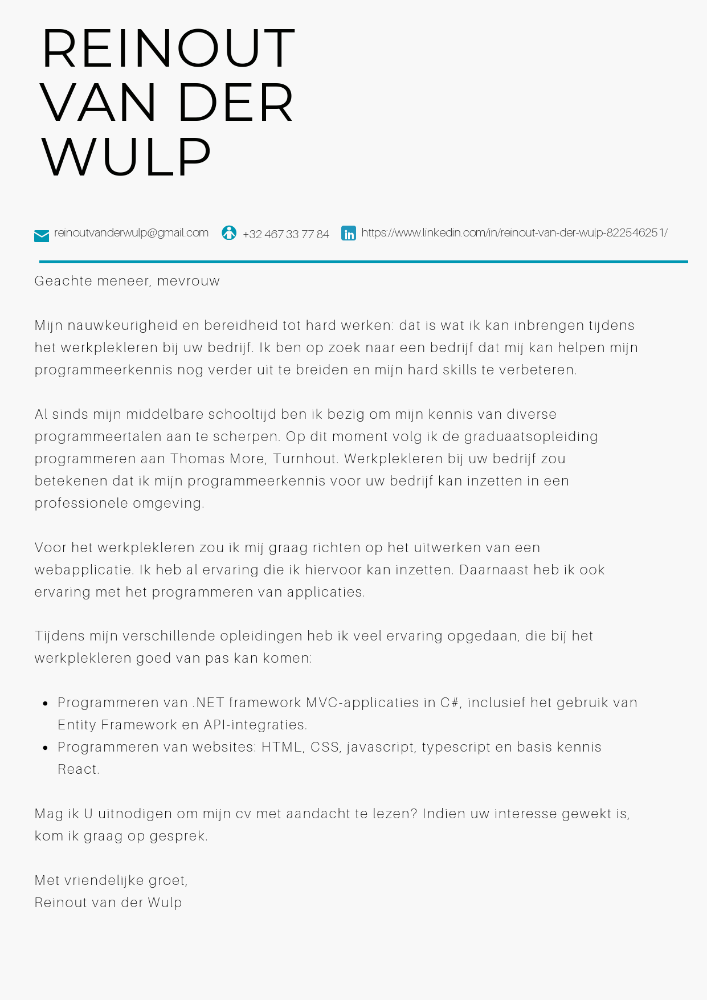 REINOUT
VAN DER
WULP
reinoutvanderwulp@gmail.com +32 467 33 77 84 https://www.linkedin.com/in/reinout-van-der-wulp-822546251/
Geachte meneer, mevrouw
Mijn nauwkeurigheid en bereidheid tot hard werken: dat is wat ik kan inbrengen tijdens
het werkplekleren bij uw bedrijf. Ik ben op zoek naar een bedrijf dat mij kan helpen mijn
programmeerkennis nog verder uit te breiden en mijn hard skills te verbeteren.
Al sinds mijn middelbare schooltijd ben ik bezig om mijn kennis van diverse
programmeertalen aan te scherpen. Op dit moment volg ik de graduaatsopleiding
programmeren aan Thomas More, Turnhout. Werkplekleren bij uw bedrijf zou
betekenen dat ik mijn programmeerkennis voor uw bedrijf kan inzetten in een
professionele omgeving.
Voor het werkplekleren zou ik mij graag richten op het uitwerken van een
webapplicatie. Ik heb al ervaring die ik hiervoor kan inzetten. Daarnaast heb ik ook
ervaring met het programmeren van applicaties.
Tijdens mijn verschillende opleidingen heb ik veel ervaring opgedaan, die bij het
werkplekleren goed van pas kan komen:
• Programmeren van .NET framework MVC-applicaties in C#, inclusief het gebruik van
Entity Framework en API-integraties.
• Programmeren van websites: HTML, CSS, javascript, typescript en basis kennis
React.
Mag ik U uitnodigen om mijn cv met aandacht te lezen? Indien uw interesse gewekt is,
kom ik graag op gesprek.
Met vriendelijke groet,
Reinout van der Wulp